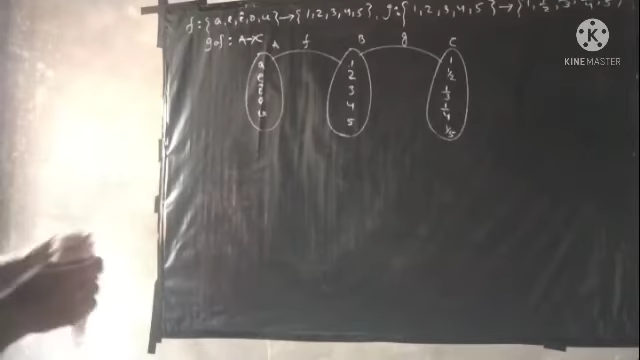 f:{a,e,i,o,u}→{1,2,3,4,5}, g:{1,2,3,4,5}→{1,½,⅓,¼,5}
gof: A→C
A f B g C
a 1 1
e 2 1/2
i 3 1/3
o 4 1/4
u 5 1/5
K
KINEMASTER